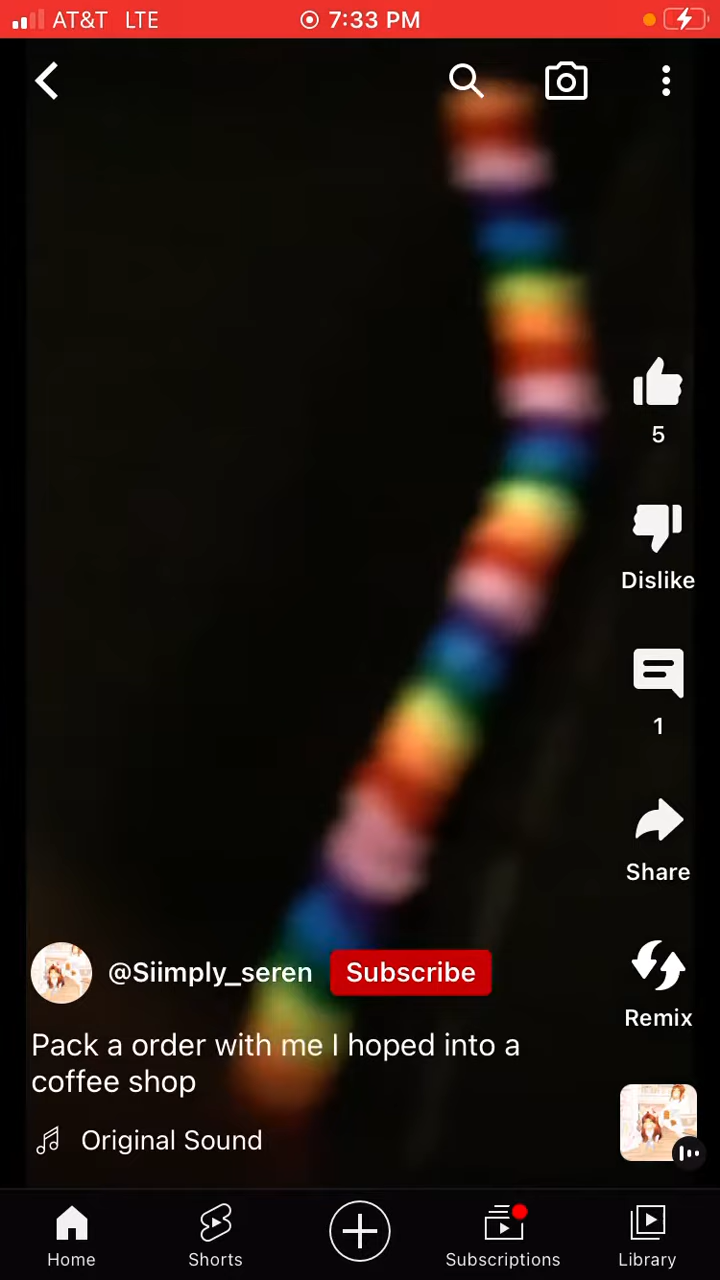 AT&T LTE 7:33 PM
5
Dislike
1
Share
@Siimply_seren Subscribe
Remix
Pack a order with me I hoped into a
coffee shop
Original Sound
Home Shorts Subscriptions Library